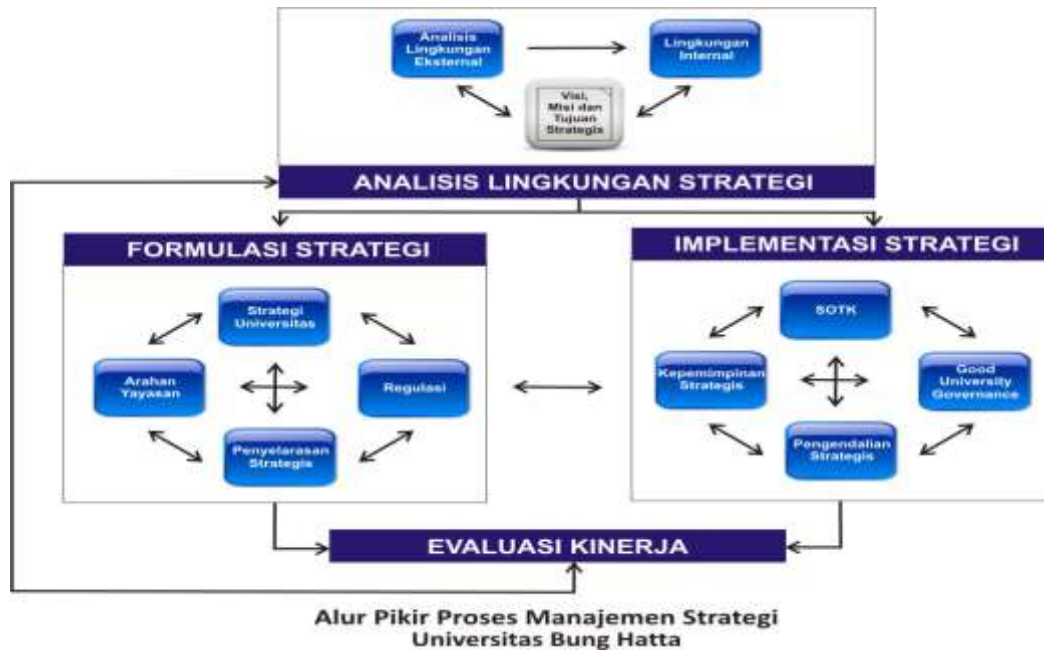 Analisis
Lingkungan
Eksternal
Lingkungan
Internal
Visi,
Misi dan
Tujuan
Strategis
ANALISIS LINGKUNGAN STRATEGI
FORMULASI STRATEGI
Strategi
Universitas
Arahan
Yayasan
Regulasi
Penyelarasan
Strategis
IMPLEMENTASI STRATEGI
SOTK
Kepemimpinan
Strategis
Good
University
Governance
Pengendalian
Strategis
EVALUASI KINERJA
Alur Pikir Proses Manajemen Strategi
Universitas Bung Hatta